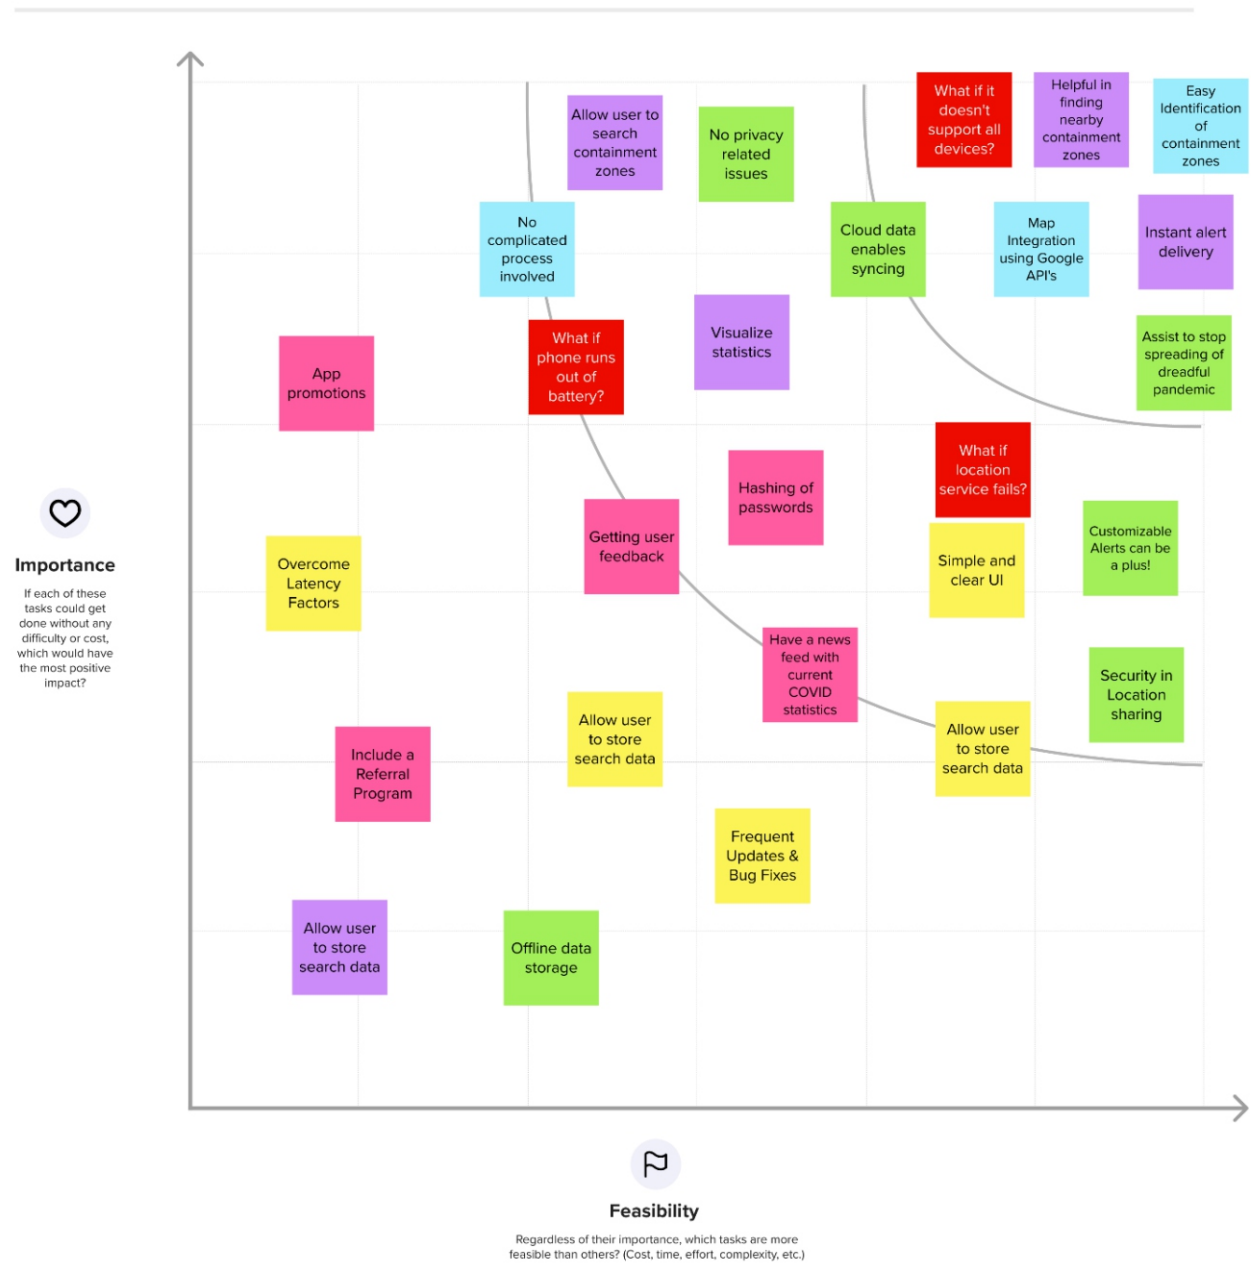 Allow user to
search
containment
zones
No privacy
related
issues
What if it
doesn't
support all
devices?
Helpful in
finding
nearby
containment
zones
Easy
Identification
of
containment
zones
No
complicated
process
involved
Cloud data
enables
syncing
Map
Integration
using Google
API's
Instant alert
delivery
What if
phone runs
out of
battery?
Visualize
statistics
Assist to stop
spreading of
dreadful
pandemic
App
promotions
What if
location
service fails?
Hashing of
passwords
Getting user
feedback
Customizable
Alerts can be
a plus!
Simple and
clear UI
Overcome
Latency
Factors
Importance
If each of these
tasks could get
done without any
difficulty or cost,
which would have
the most positive
impact?
Have a news
feed with
current
COVID
statistics
Security in
Location
sharing
Allow user
to store
search data
Allow user
to store
search data
Include a
Referral
Program
Frequent
Updates &
Bug Fixes
Allow user
to store
search data
Offline data
storage
Feasibility
Regardless of their importance, which tasks are more
feasible than others? (Cost, time, effort, complexity, etc.)